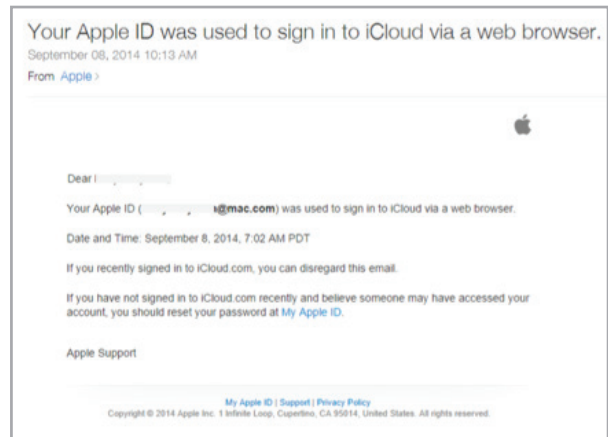 Your Apple ID was used to sign in to iCloud via a web browser.
September 08, 2014 10:13 AM
From Apple >
Dear
Your Apple ID ( @mac.com) was used to sign in to iCloud via a web browser.
Date and Time: September 8, 2014, 7:02 AM PDT
If you recently signed in to iCloud.com, you can disregard this email.
If you have not signed in to iCloud.com recently and believe someone may have accessed your
account, you should reset your password at My Apple ID.
Apple Support
My Apple ID | Support | Privacy Policy
Copyright © 2014 Apple Inc. 1 Infinite Loop, Cupertino, CA 95014, United States. All rights reserved.